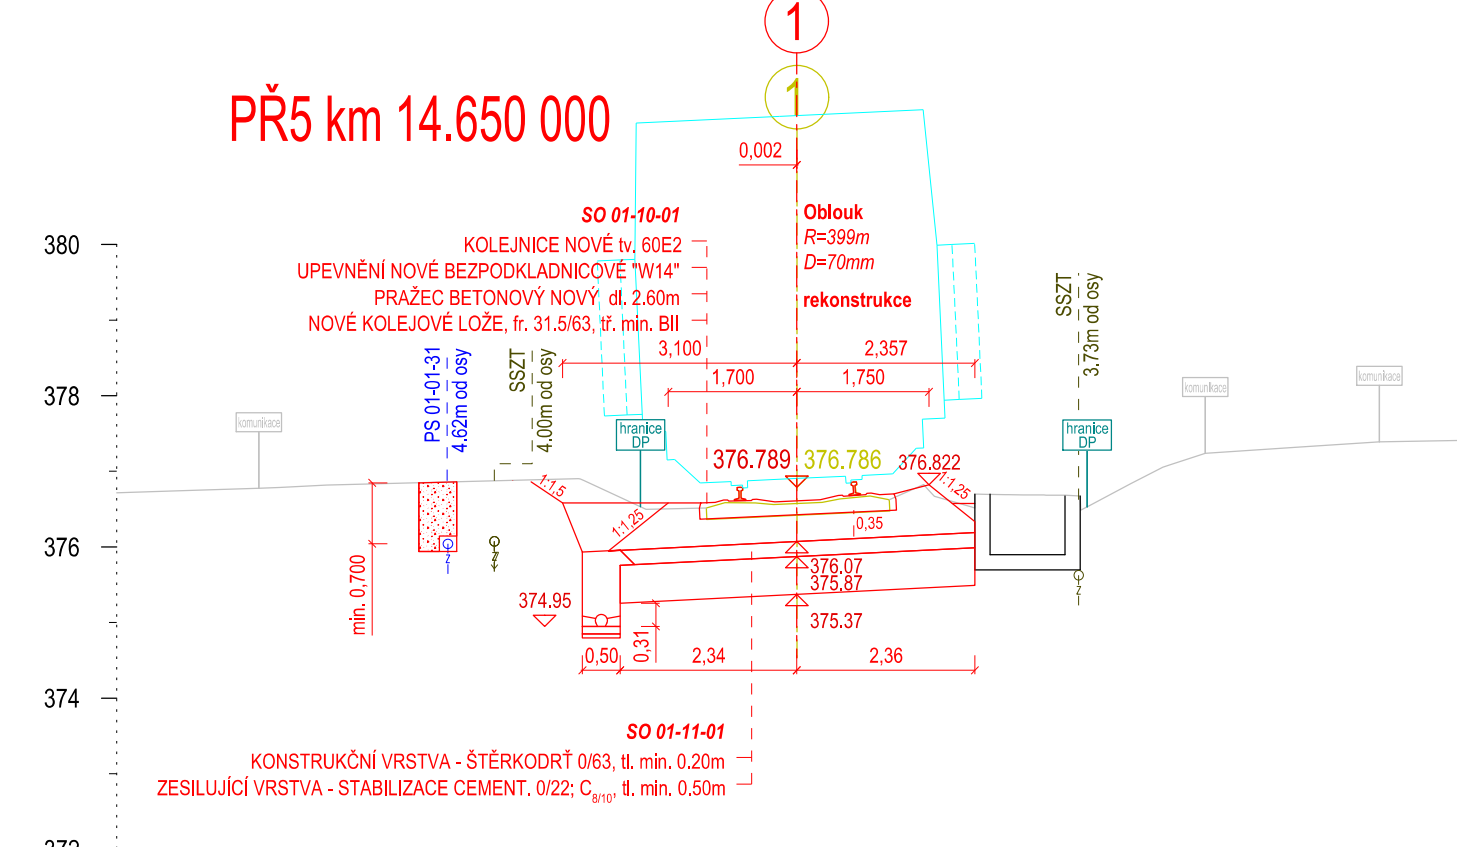 1
1
PŘ5 km 14.650 000
0,002
SO 01-10-01
KOLEJNICE NOVÉ tv. 60E2
UPEVNĚNÍ NOVÉ BEZPODKLADNICOVÉ "W14"
PRAŽEC BETONOVÝ NOVÝ dl. 2.60m
NOVÉ KOLEJOVÉ LOŽE, fr. 31.5/63, tř. min. BII
Oblouk
R=399m
D=70mm
rekonstrukce
380
378
376
374
372
3,100
2,357
1,700
1,750
PS 01-01-31
4.62m od osy
SSZT
4.00m od osy
SSZT
3.73m od osy
komunikace
komunikace
komunikace
hranice
DP
hranice
DP
376.789
376.786
376.822
1:1,5
1:1,25
1:1,25
0,35
min. 0,700
z
z
z
376.07
375.87
375.37
374.95
0,31
0,50
2,34
2,36
SO 01-11-01
KONSTRUKČNÍ VRSTVA - ŠTĚRKODRŤ 0/63, tl. min. 0.20m
ZESILUJÍCÍ VRSTVA - STABILIZACE CEMENT. 0/22; C8/10, tl. min. 0.50m